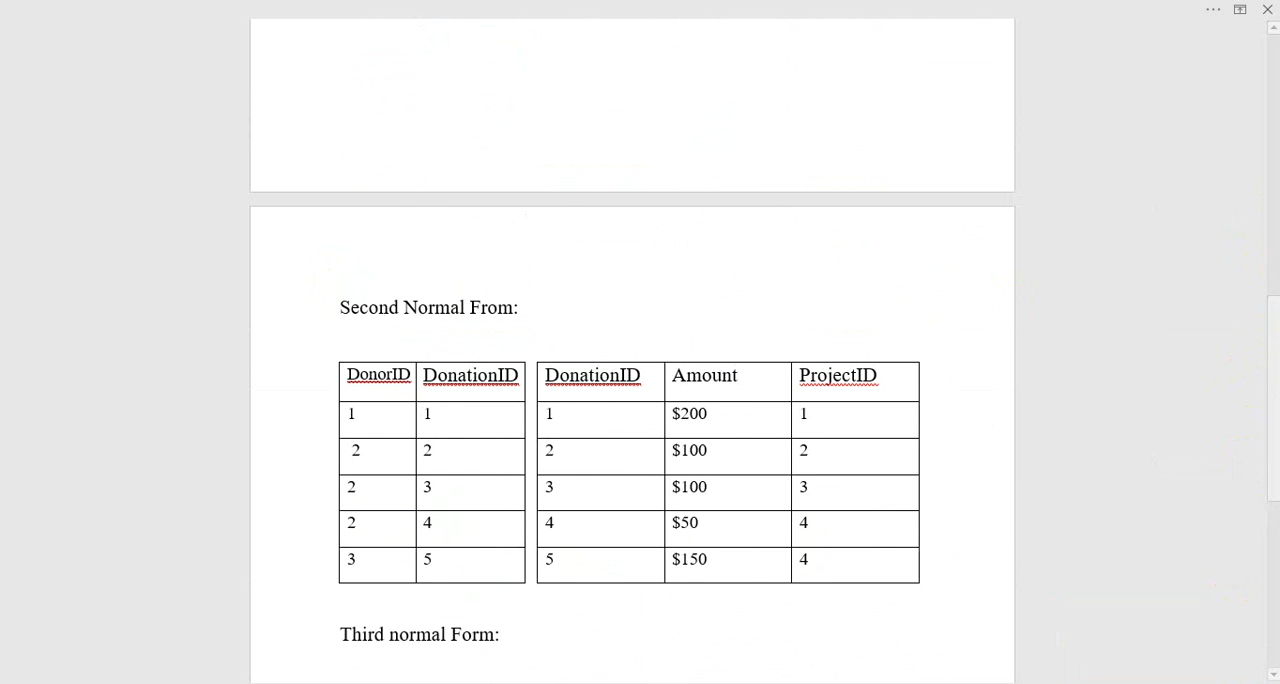 Second Normal From:
DonorID DonationID DonationID Amount ProjectID
1 1 1 $200 1
2 2 2 $100 2
2 3 3 $100 3
2 4 4 $50 4
3 5 5 $150 4
Third normal Form: